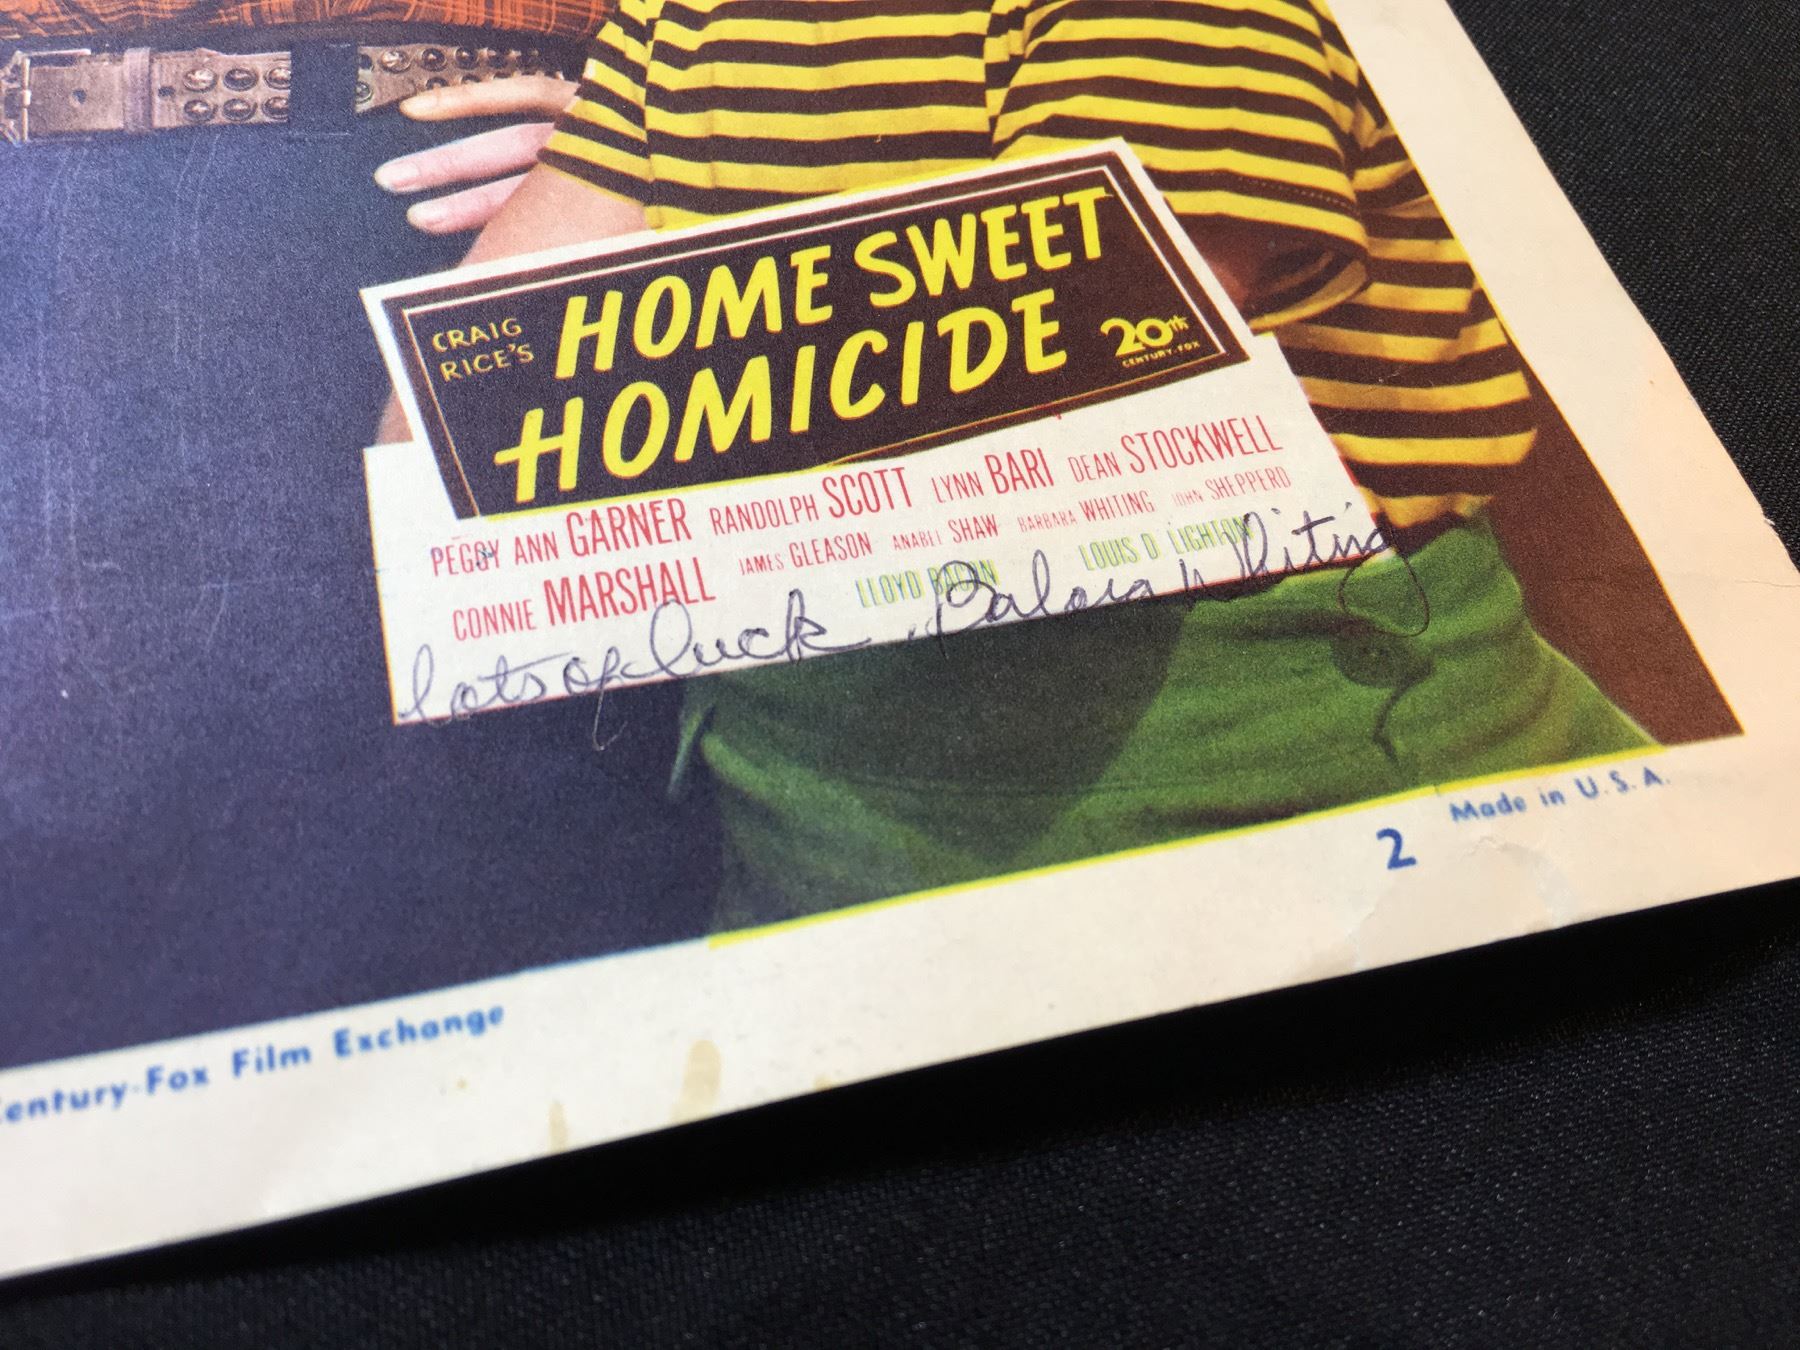 CRAIG RICE'S
HOME SWEET HOMICIDE
20TH CENTURY-FOX
PEGGY ANN GARNER RANDOLPH SCOTT LYNN BARI DEAN STOCKWELL
CONNIE MARSHALL JAMES GLEASON ANABEL SHAW BARBARA WHITING JOHN SHEPPERD
LLOYD BACON LOUIS D. LIGHTON
Lots of luck Barbara Whiting
2 Made in U.S.A.
Century-Fox Film Exchange